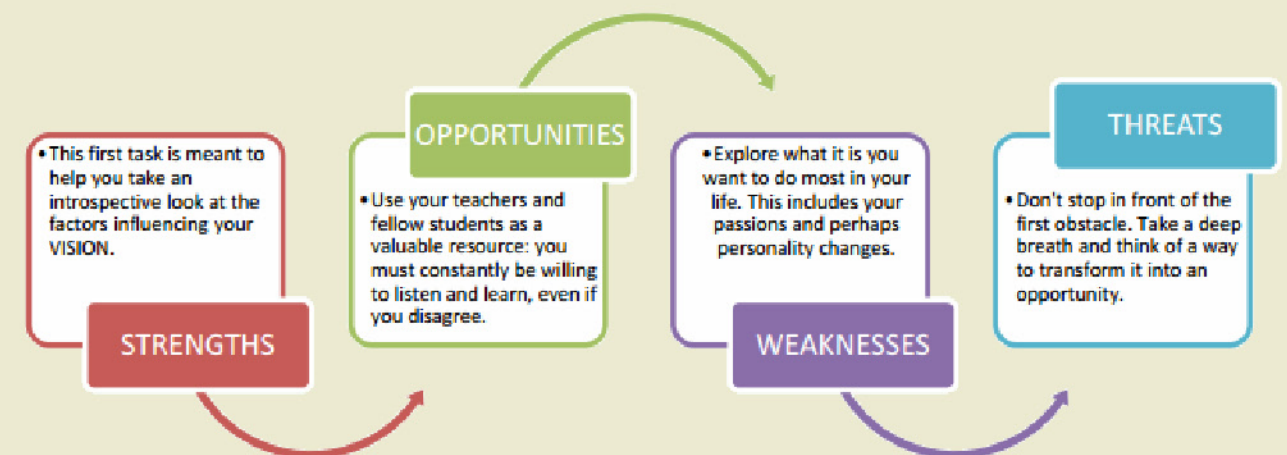 • This first task is meant to
help you take an
introspective look at the
factors influencing your
VISION.
STRENGTHS
OPPORTUNITIES
• Use your teachers and
fellow students as a
valuable resource: you
must constantly be willing
to listen and learn, even if
you disagree.
• Explore what it is you
want to do most in your
life. This includes your
passions and perhaps
personality changes.
WEAKNESSES
THREATS
• Don't stop in front of the
first obstacle. Take a deep
breath and think of a way
to transform it into an
opportunity.